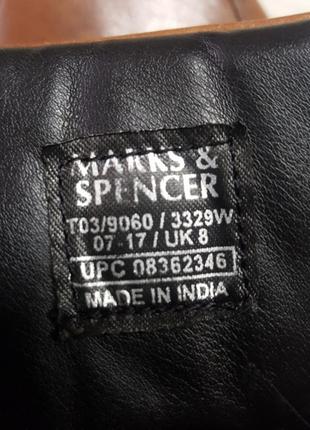 MARKS &
SPENCER
T03/9060 / 3329W
07-17 / UK 8
UPC 08362346
MADE IN INDIA